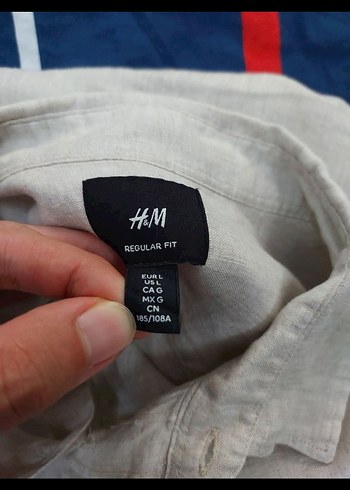 H&M
REGULAR FIT
EUR L
US L
CA G
MX G
CN
185/108A